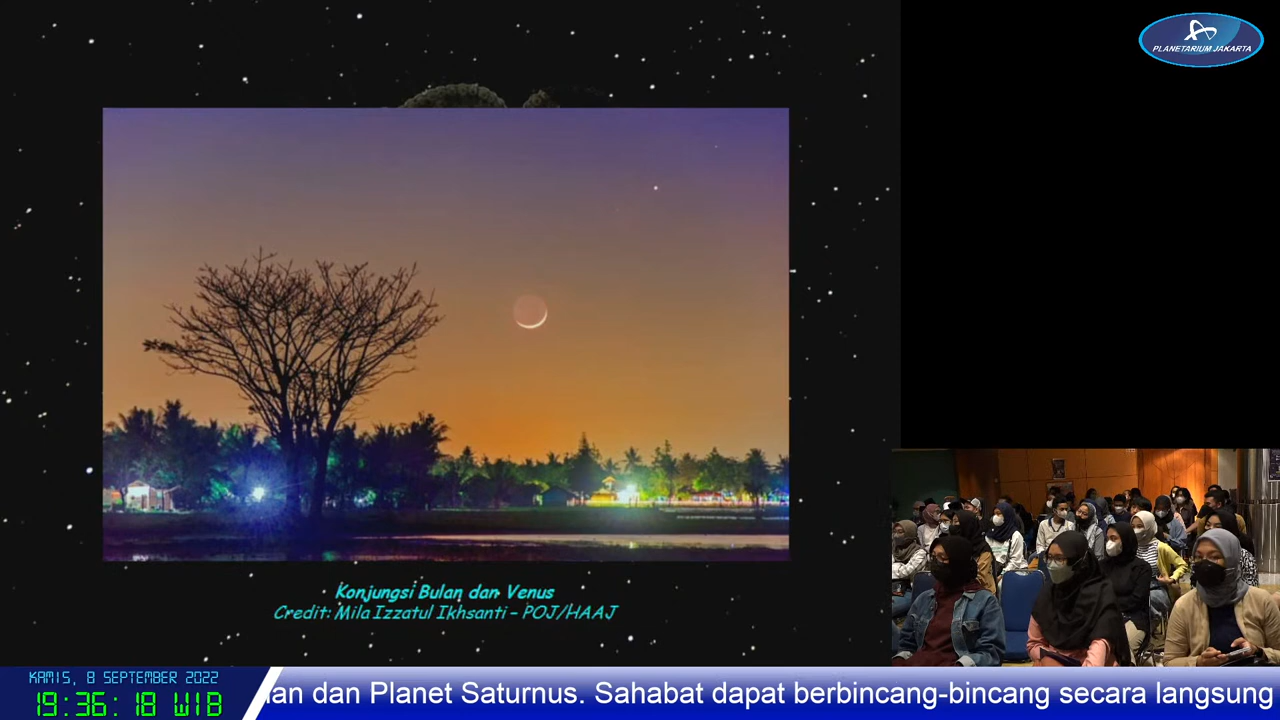 PLANETARIUM JAKARTA
Konjungsi Bulan dan Venus
Credit: Mila Izzatul Ikhsanti – POJ/HAAJ
KAMIS, 8 SEPTEMBER 2022
19:36:18 WIB
dan Planet Saturnus. Sahabat dapat berbincang-bincang secara langsung